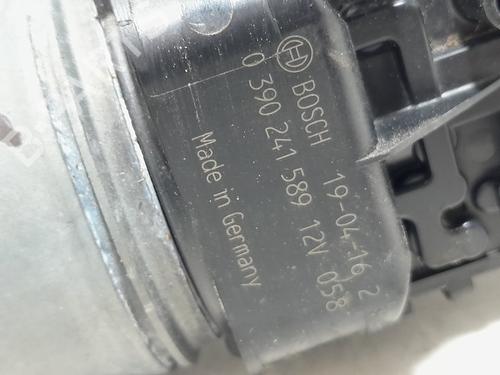 BOSCH 19-04-16 2
0 390 241 589 12V 058
Made in Germany